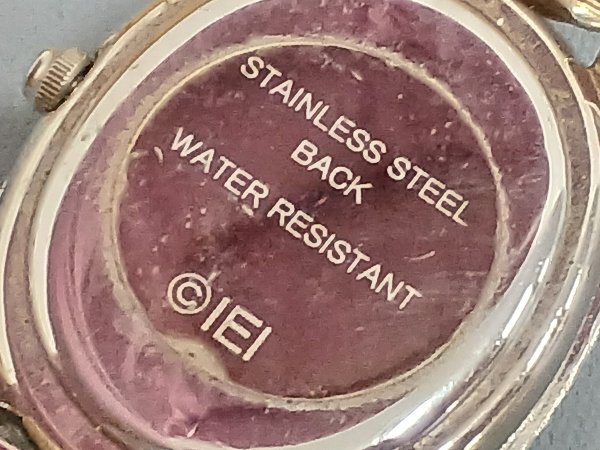 STAINLESS STEEL
BACK
WATER RESISTANT
©IEI